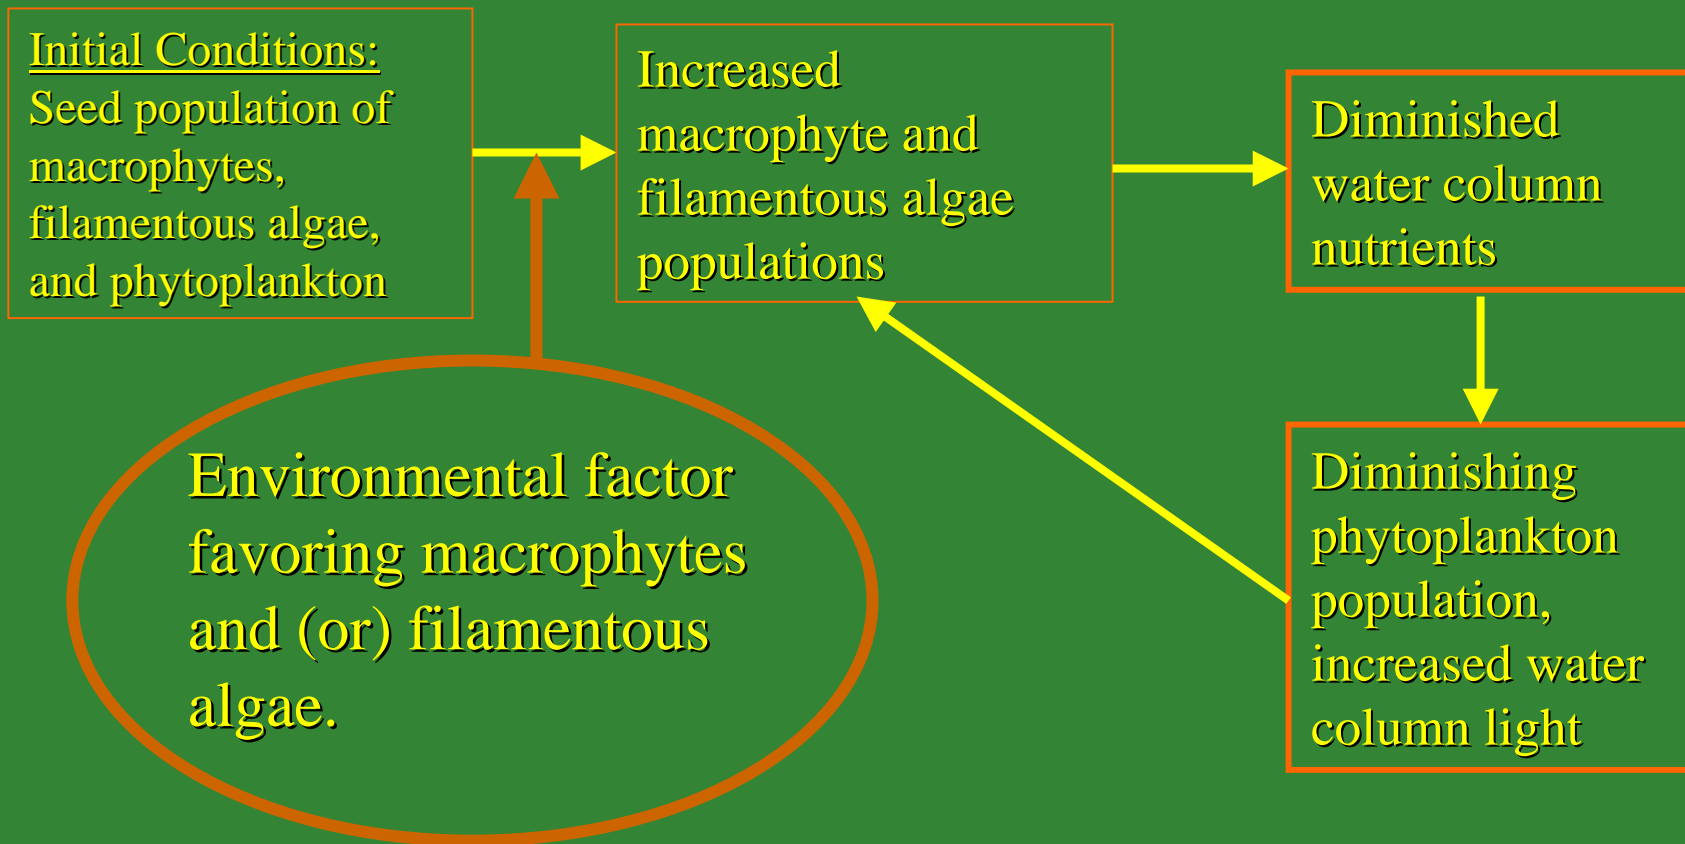 Initial Conditions:
Seed population of
macrophytes,
filamentous algae,
and phytoplankton
Increased
macrophyte and
filamentous algae
populations
Diminished
water column
nutrients
Environmental factor
favoring macrophytes
and (or) filamentous
algae.
Diminishing
phytoplankton
population,
increased water
column light